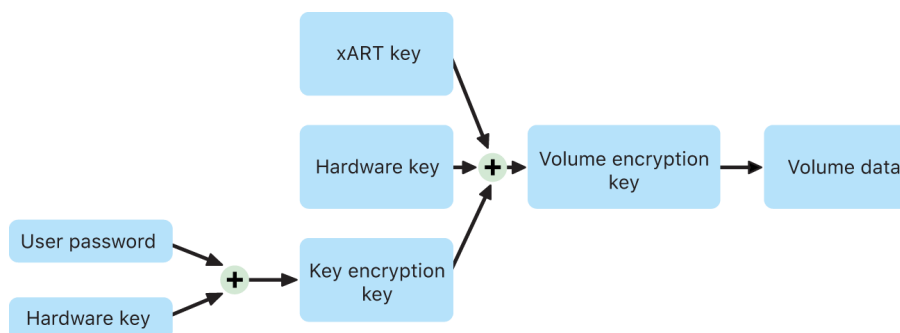 xART key
Hardware key
+
Volume encryption
key
Volume data
User password
+
Key encryption
key
Hardware key